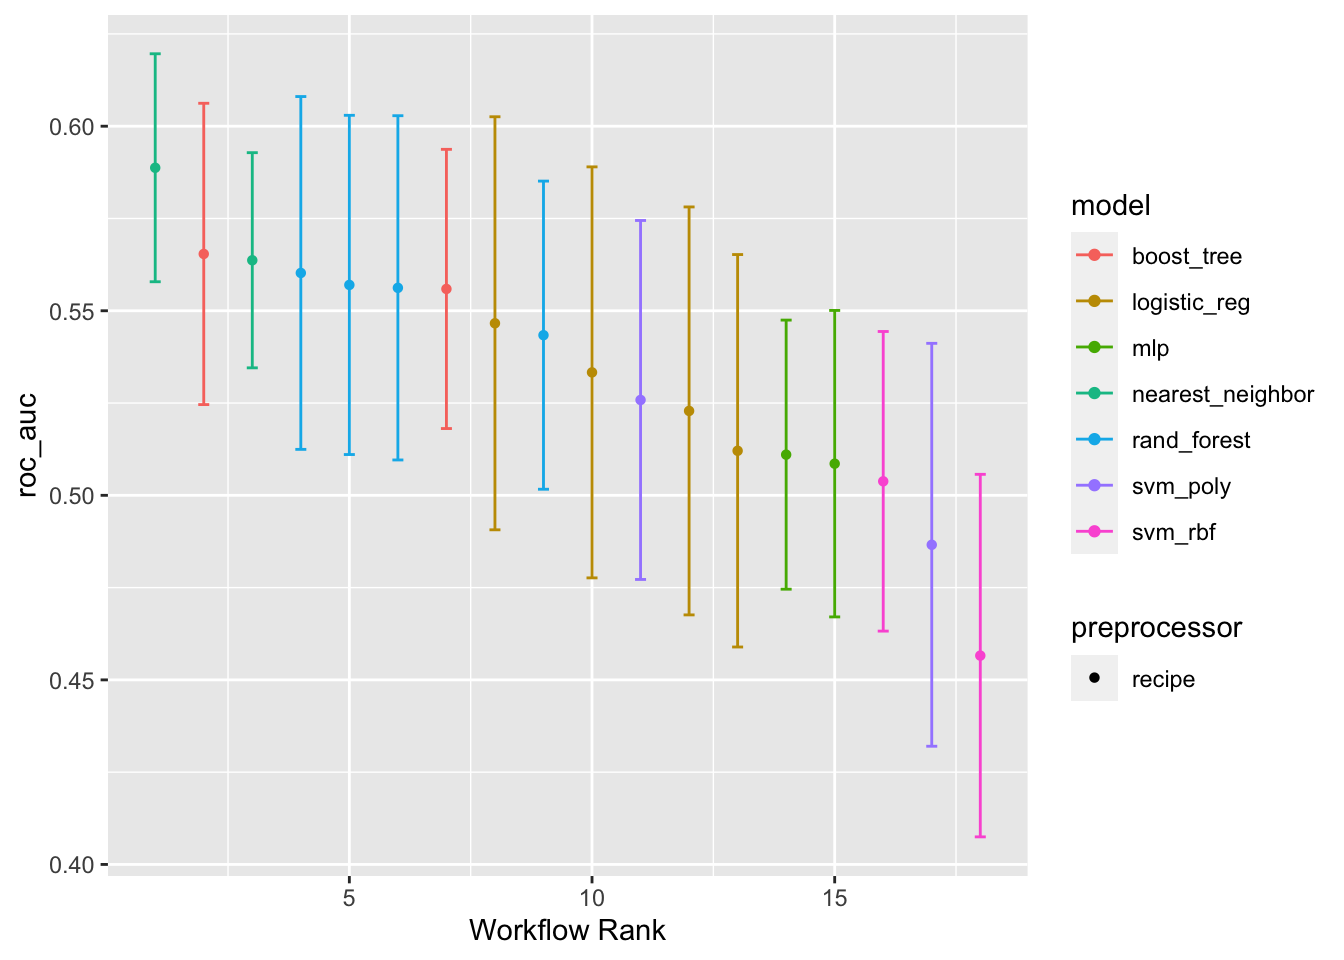 roc_auc
0.60
0.55
0.50
0.45
0.40
5
10
15
Workflow Rank
model
boost_tree
logistic_reg
mlp
nearest_neighbor
rand_forest
svm_poly
svm_rbf
preprocessor
recipe